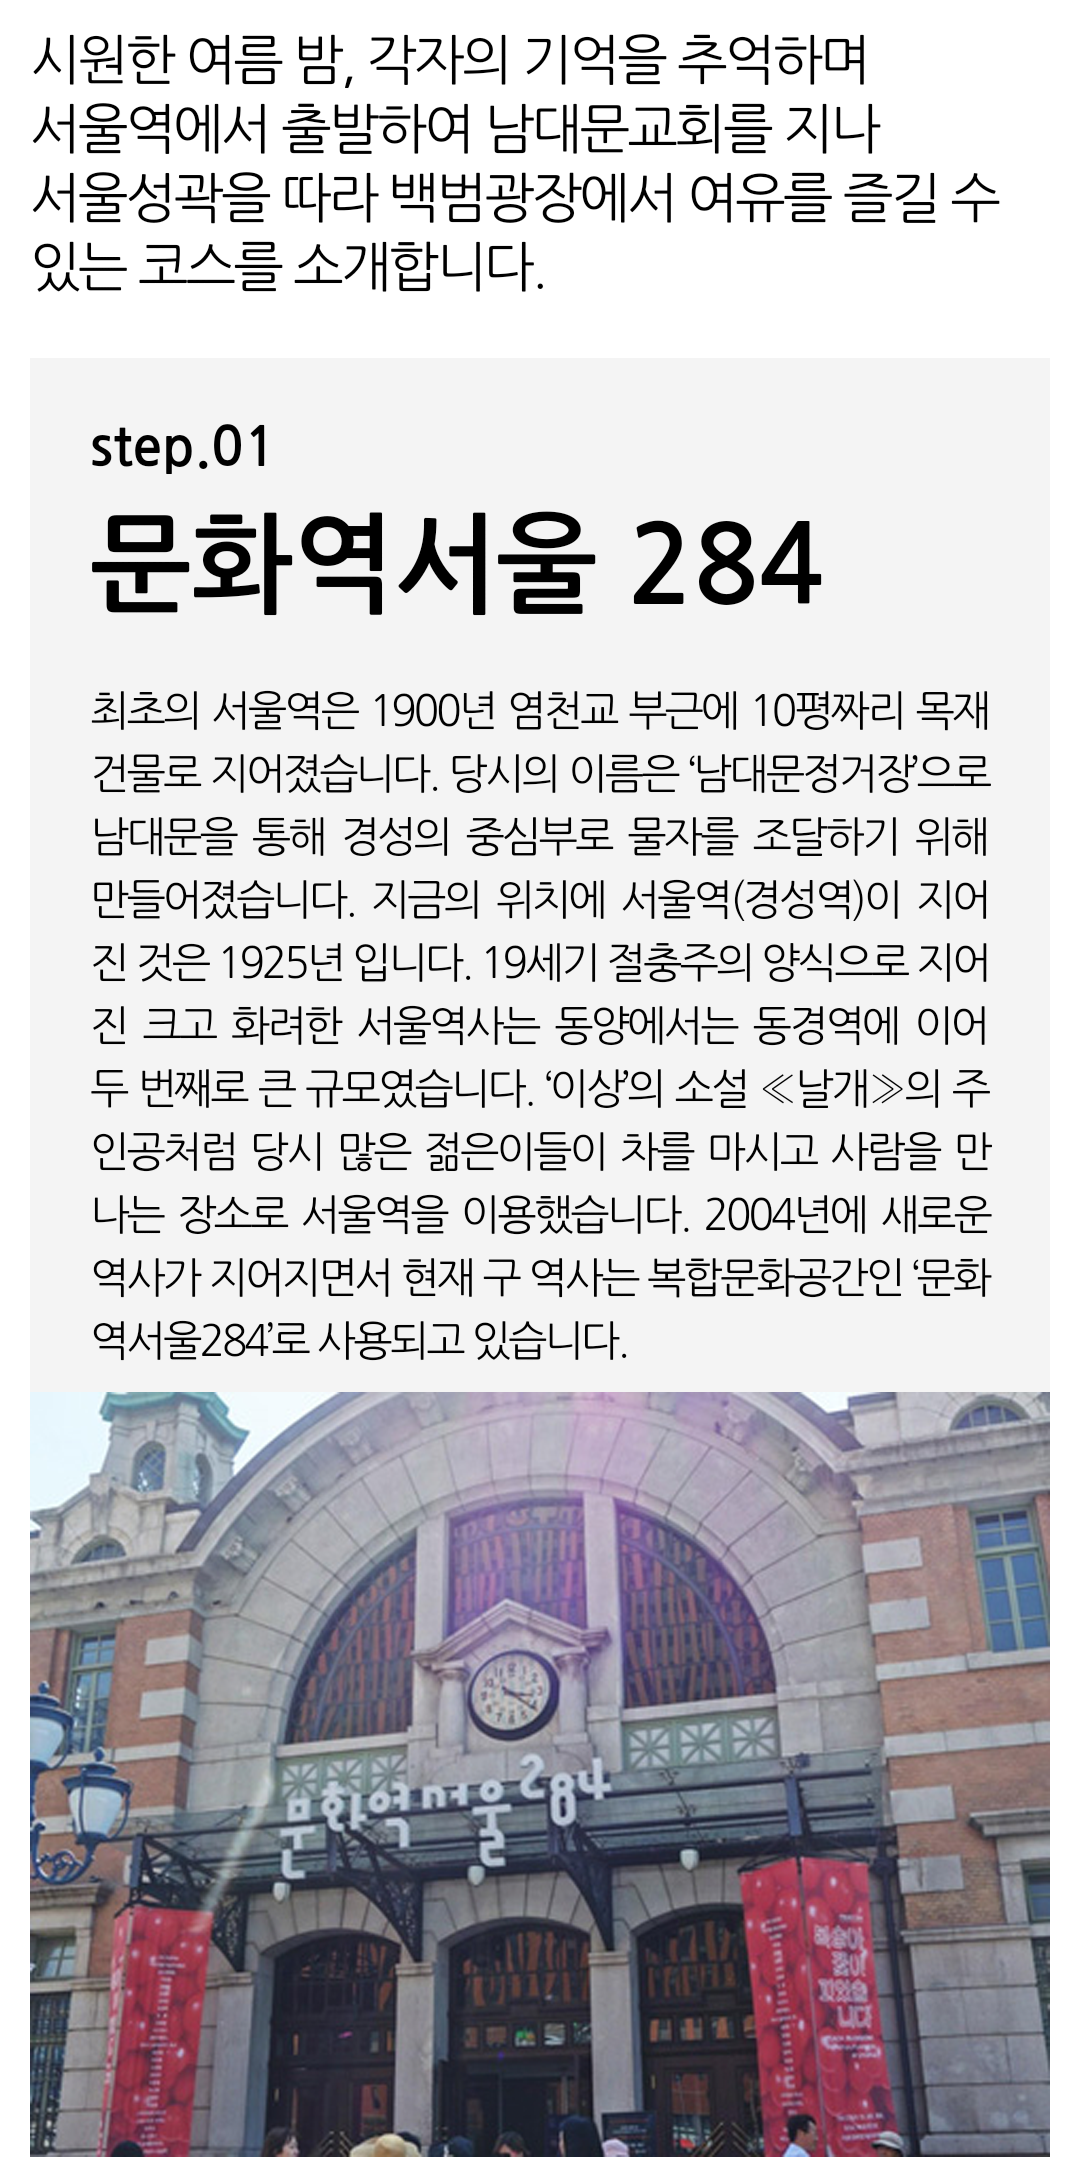 시원한 여름 밤, 각자의 기억을 추억하며
서울역에서 출발하여 남대문교회를 지나
서울성곽을 따라 백범광장에서 여유를 즐길 수
있는 코스를 소개합니다.
step.01
문화역서울 284
최초의 서울역은 1900년 염천교 부근에 10평짜리 목재
건물로 지어졌습니다. 당시의 이름은 ‘남대문정거장’으로
남대문을 통해 경성의 중심부로 물자를 조달하기 위해
만들어졌습니다. 지금의 위치에 서울역(경성역)이 지어
진 것은 1925년 입니다. 19세기 절충주의 양식으로 지어
진 크고 화려한 서울역사는 동양에서는 동경역에 이어
두 번째로 큰 규모였습니다. ‘이상’의 소설 ≪날개≫의 주
인공처럼 당시 많은 젊은이들이 차를 마시고 사람을 만
나는 장소로 서울역을 이용했습니다. 2004년에 새로운
역사가 지어지면서 현재 구 역사는 복합문화공간인 ‘문화
역서울284’로 사용되고 있습니다.
문화역서울284